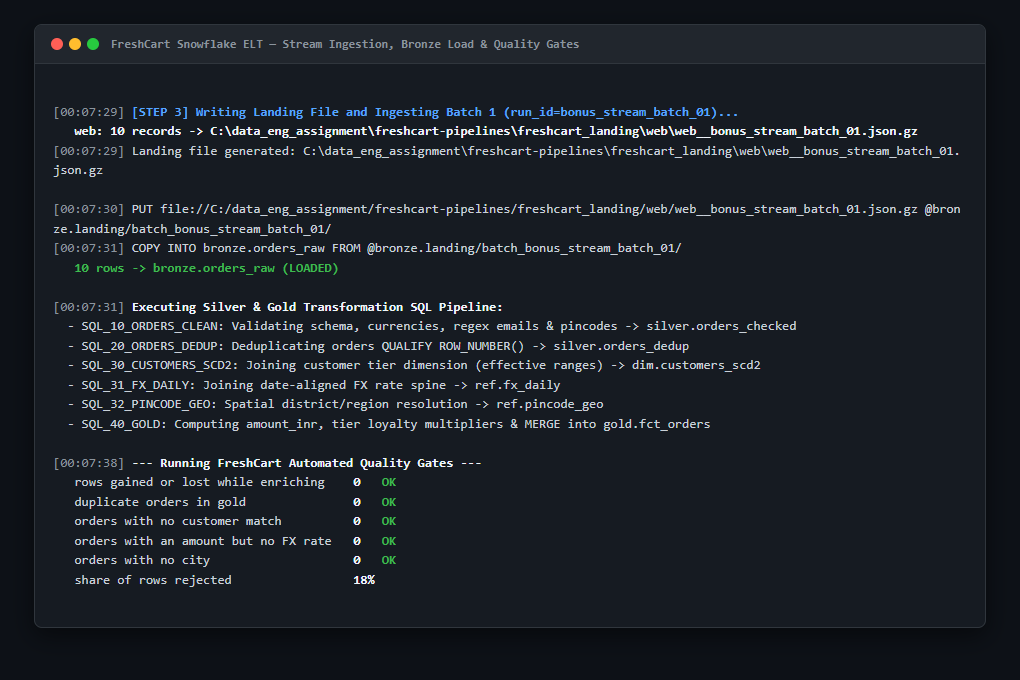 FreshCart Snowflake ELT — Stream Ingestion, Bronze Load & Quality Gates
[00:07:29] [STEP 3] Writing Landing File and Ingesting Batch 1 (run_id=bonus_stream_batch_01)...
web: 10 records -> C:\data_eng_assignment\freshcart-pipelines\freshcart_landing\web\web__bonus_stream_batch_01.json.gz
[00:07:29] Landing file generated: C:\data_eng_assignment\freshcart-pipelines\freshcart_landing\web\web__bonus_stream_batch_01.
json.gz
[00:07:30] PUT file://C:/data_eng_assignment/freshcart-pipelines/freshcart_landing/web/web__bonus_stream_batch_01.json.gz @bron
ze.landing/batch_bonus_stream_batch_01/
[00:07:31] COPY INTO bronze.orders_raw FROM @bronze.landing/batch_bonus_stream_batch_01/
10 rows -> bronze.orders_raw (LOADED)
[00:07:31] Executing Silver & Gold Transformation SQL Pipeline:
- SQL_10_ORDERS_CLEAN: Validating schema, currencies, regex emails & pincodes -> silver.orders_checked
- SQL_20_ORDERS_DEDUP: Deduplicating orders QUALIFY ROW_NUMBER() -> silver.orders_dedup
- SQL_30_CUSTOMERS_SCD2: Joining customer tier dimension (effective ranges) -> dim.customers_scd2
- SQL_31_FX_DAILY: Joining date-aligned FX rate spine -> ref.fx_daily
- SQL_32_PINCODE_GEO: Spatial district/region resolution -> ref.pincode_geo
- SQL_40_GOLD: Computing amount_inr, tier loyalty multipliers & MERGE into gold.fct_orders
[00:07:38] --- Running FreshCart Automated Quality Gates ---
rows gained or lost while enriching 0 OK
duplicate orders in gold 0 OK
orders with no customer match 0 OK
orders with an amount but no FX rate 0 OK
orders with no city 0 OK
share of rows rejected 18%